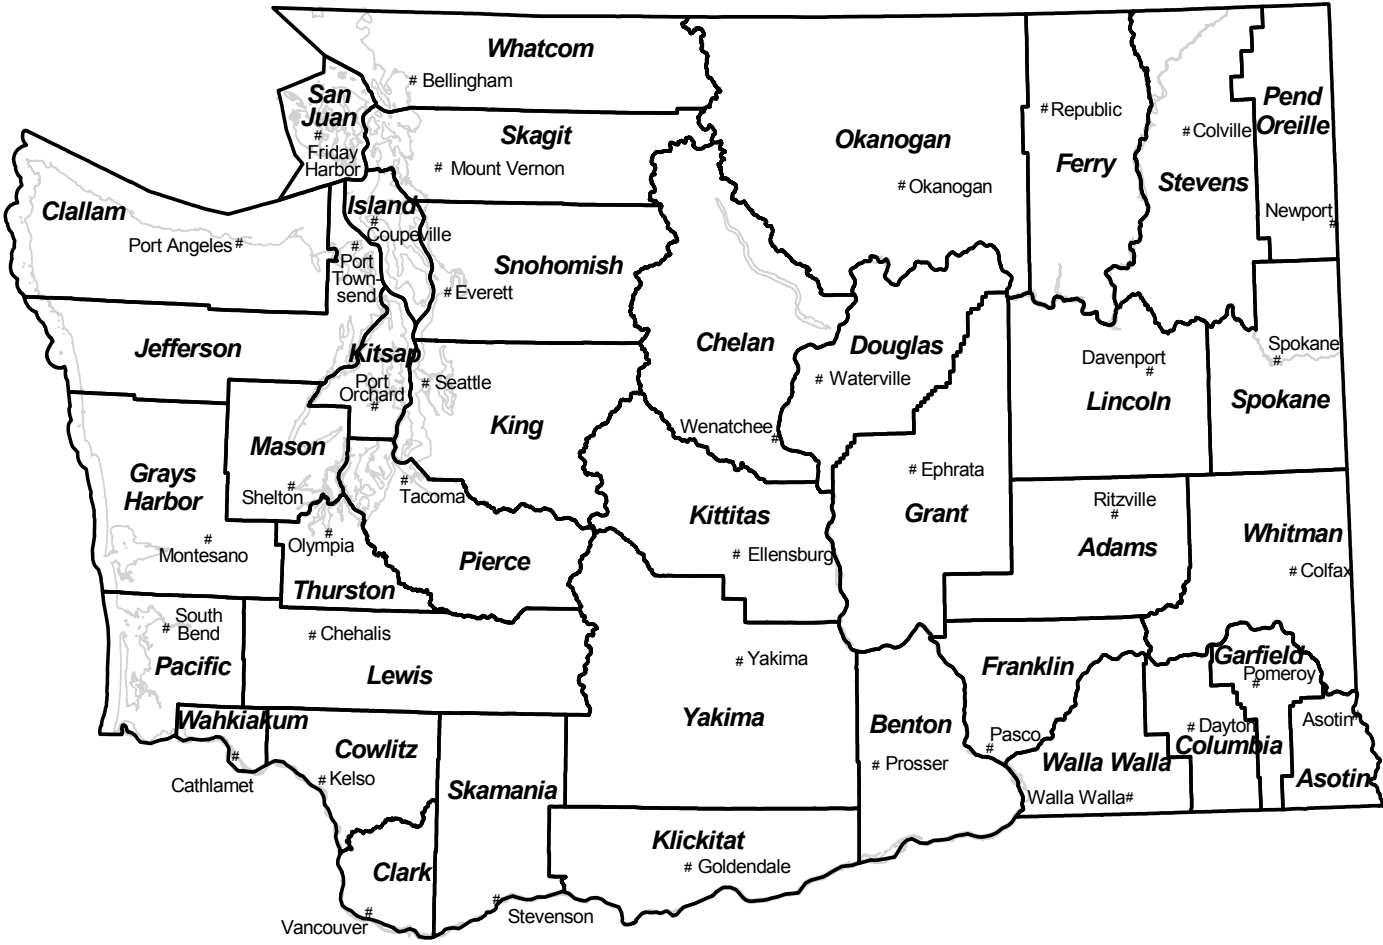 Whatcom
# Bellingham
San
Juan
#
Friday
Harbor
Skagit
# Mount Vernon
Okanogan
# Okanogan
# Republic
Ferry
# Colville
Stevens
Pend
Oreille
Newport
#
Clallam
Port Angeles #
Island
#
Coupeville
#
Port
Town-
send
Snohomish
# Everett
Jefferson
Kitsap
Port
Orchard
#
# Seattle
King
Chelan
Wenatchee
#
Douglas
# Waterville
Davenport
#
Lincoln
Spokane
#
Spokane
Mason
#
Shelton
Grays
Harbor
#
Montesano
#
Tacoma
#
Olympia
Thurston
Pierce
Kittitas
# Ellensburg
# Ephrata
Grant
Ritzville
#
Adams
Whitman
# Colfax
# South
Bend
Pacific
# Chehalis
Lewis
# Yakima
Yakima
Franklin
Pasco
#
Garfield
Pomeroy
#
Wahkiakum
#
Cathlamet
Cowlitz
# Kelso
Skamania
Benton
# Prosser
Walla Walla
Walla Walla#
# Dayton
Columbia
Asotin#
Asotin
Klickitat
# Goldendale
Clark
#
Vancouver
#
Stevenson